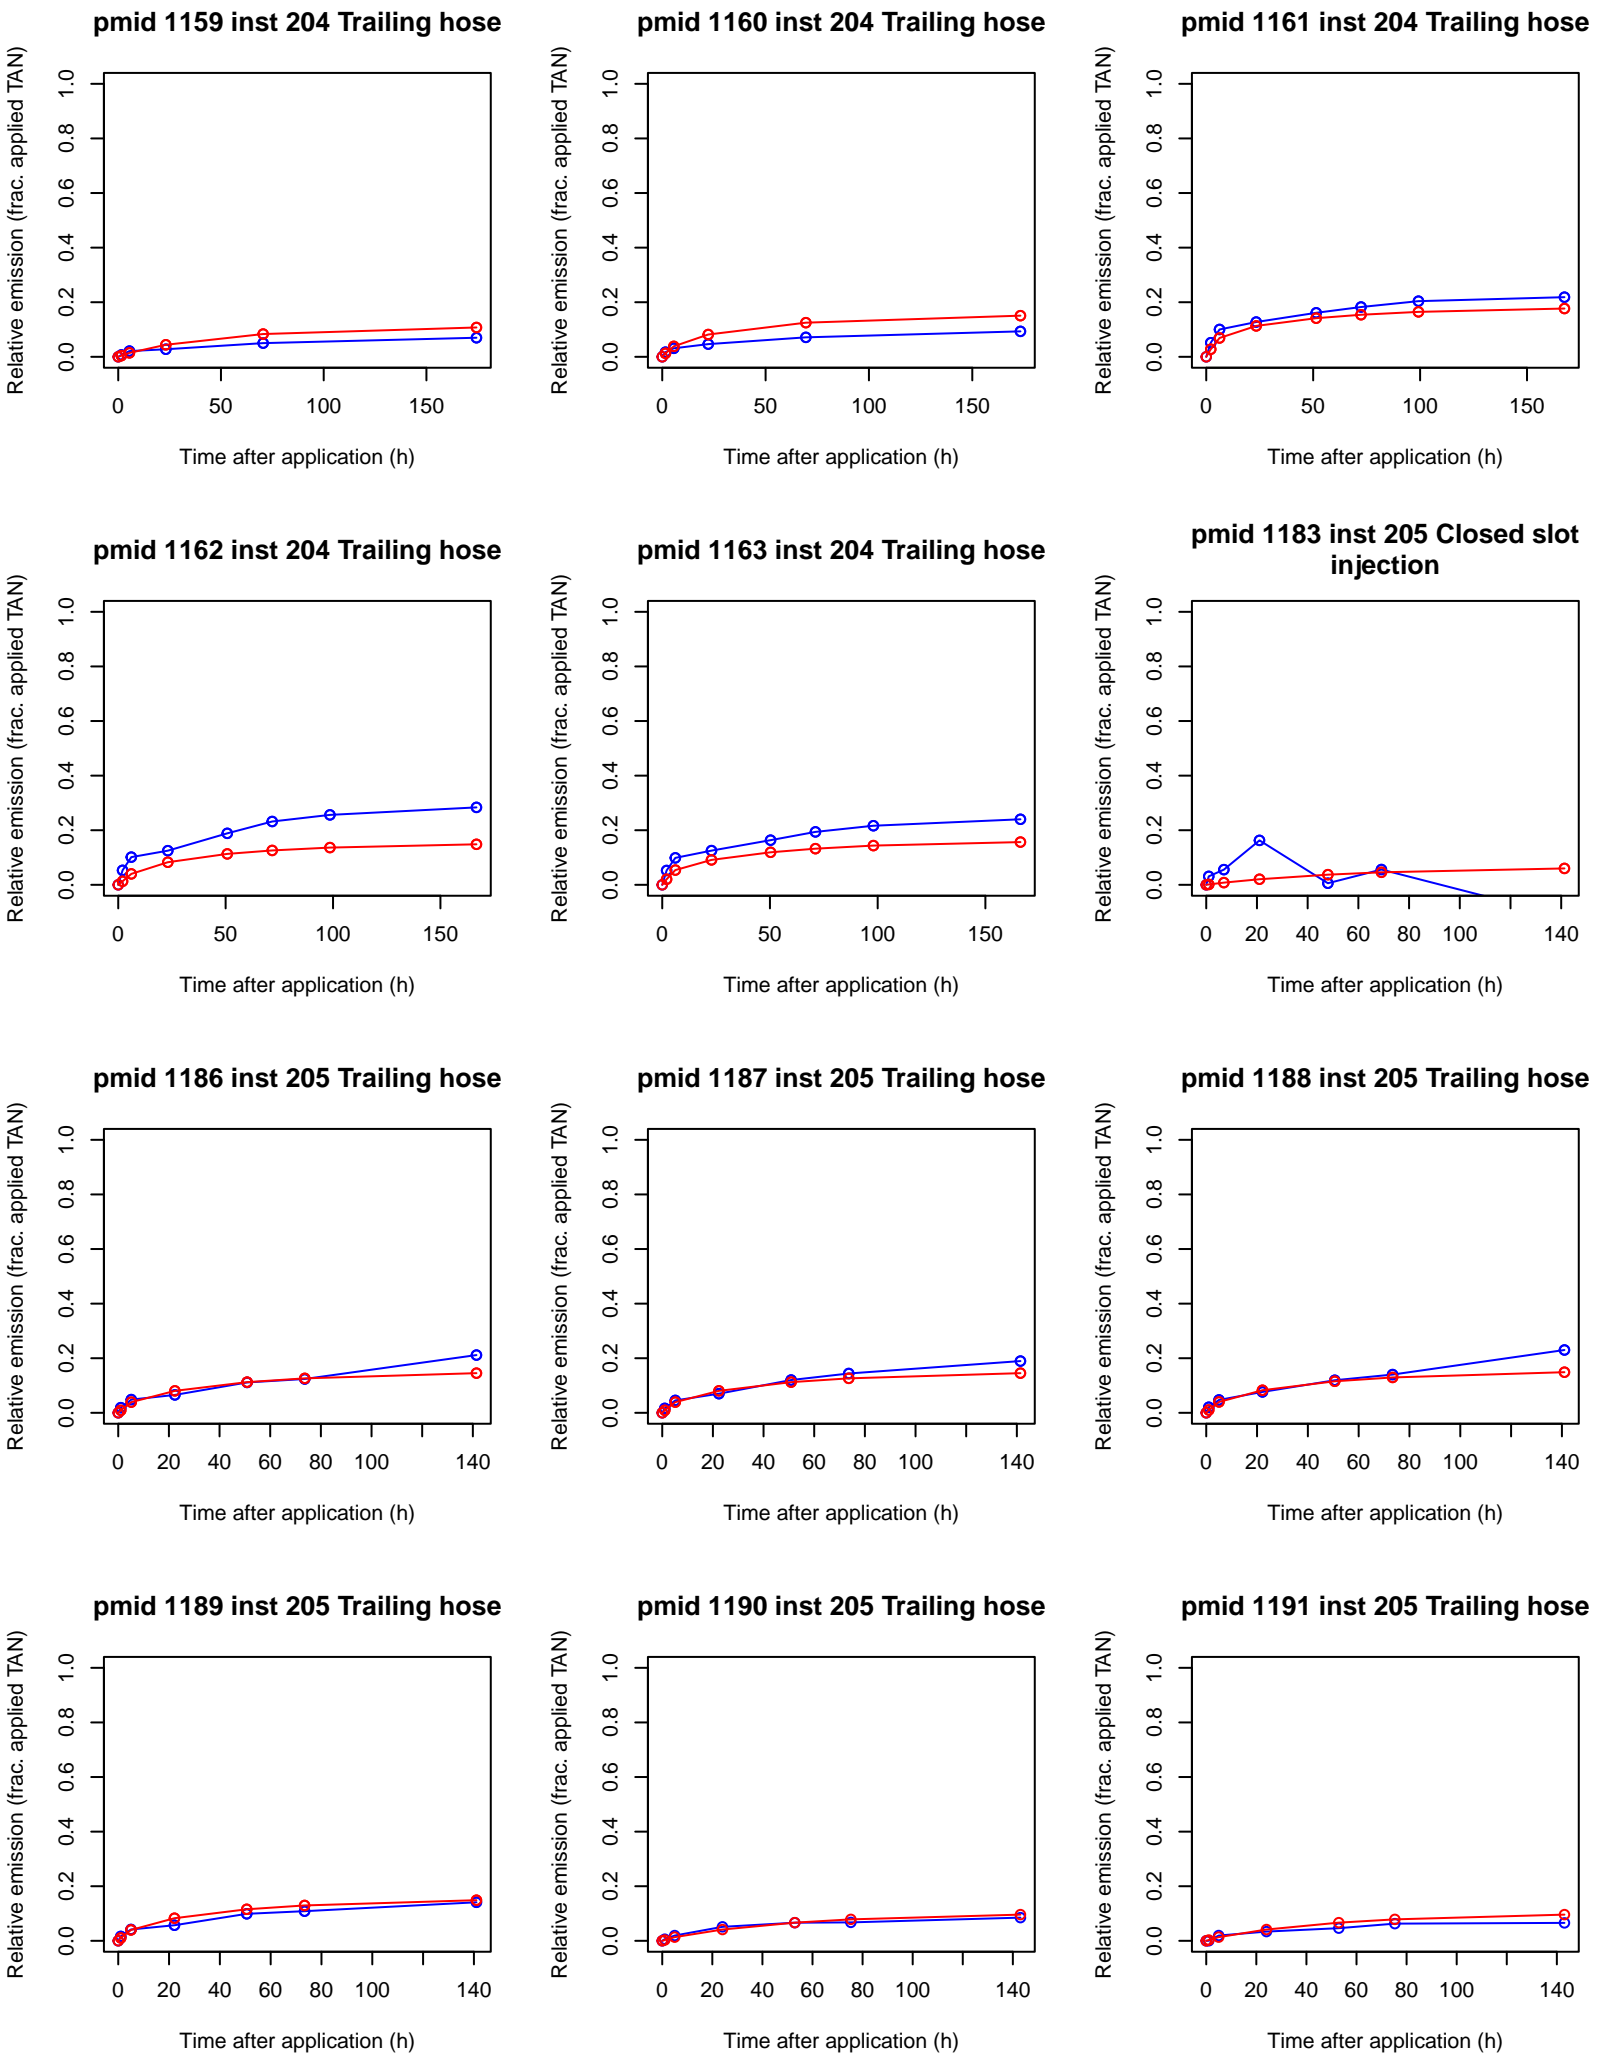 pmid 1159 inst 204 Trailing hose
Relative emission (frac. applied TAN)
1.0
0.8
0.6
0.4
0.2
0.0
0 50 100 150
Time after application (h)
pmid 1160 inst 204 Trailing hose
Relative emission (frac. applied TAN)
1.0
0.8
0.6
0.4
0.2
0.0
0 50 100 150
Time after application (h)
pmid 1161 inst 204 Trailing hose
Relative emission (frac. applied TAN)
1.0
0.8
0.6
0.4
0.2
0.0
0 50 100 150
Time after application (h)
pmid 1162 inst 204 Trailing hose
Relative emission (frac. applied TAN)
1.0
0.8
0.6
0.4
0.2
0.0
0 50 100 150
Time after application (h)
pmid 1163 inst 204 Trailing hose
Relative emission (frac. applied TAN)
1.0
0.8
0.6
0.4
0.2
0.0
0 50 100 150
Time after application (h)
pmid 1183 inst 205 Closed slot
injection
Relative emission (frac. applied TAN)
1.0
0.8
0.6
0.4
0.2
0.0
0 20 40 60 80 100 140
Time after application (h)
pmid 1186 inst 205 Trailing hose
Relative emission (frac. applied TAN)
1.0
0.8
0.6
0.4
0.2
0.0
0 20 40 60 80 100 140
Time after application (h)
pmid 1187 inst 205 Trailing hose
Relative emission (frac. applied TAN)
1.0
0.8
0.6
0.4
0.2
0.0
0 20 40 60 80 100 140
Time after application (h)
pmid 1188 inst 205 Trailing hose
Relative emission (frac. applied TAN)
1.0
0.8
0.6
0.4
0.2
0.0
0 20 40 60 80 100 140
Time after application (h)
pmid 1189 inst 205 Trailing hose
Relative emission (frac. applied TAN)
1.0
0.8
0.6
0.4
0.2
0.0
0 20 40 60 80 100 140
Time after application (h)
pmid 1190 inst 205 Trailing hose
Relative emission (frac. applied TAN)
1.0
0.8
0.6
0.4
0.2
0.0
0 20 40 60 80 100 140
Time after application (h)
pmid 1191 inst 205 Trailing hose
Relative emission (frac. applied TAN)
1.0
0.8
0.6
0.4
0.2
0.0
0 20 40 60 80 100 140
Time after application (h)